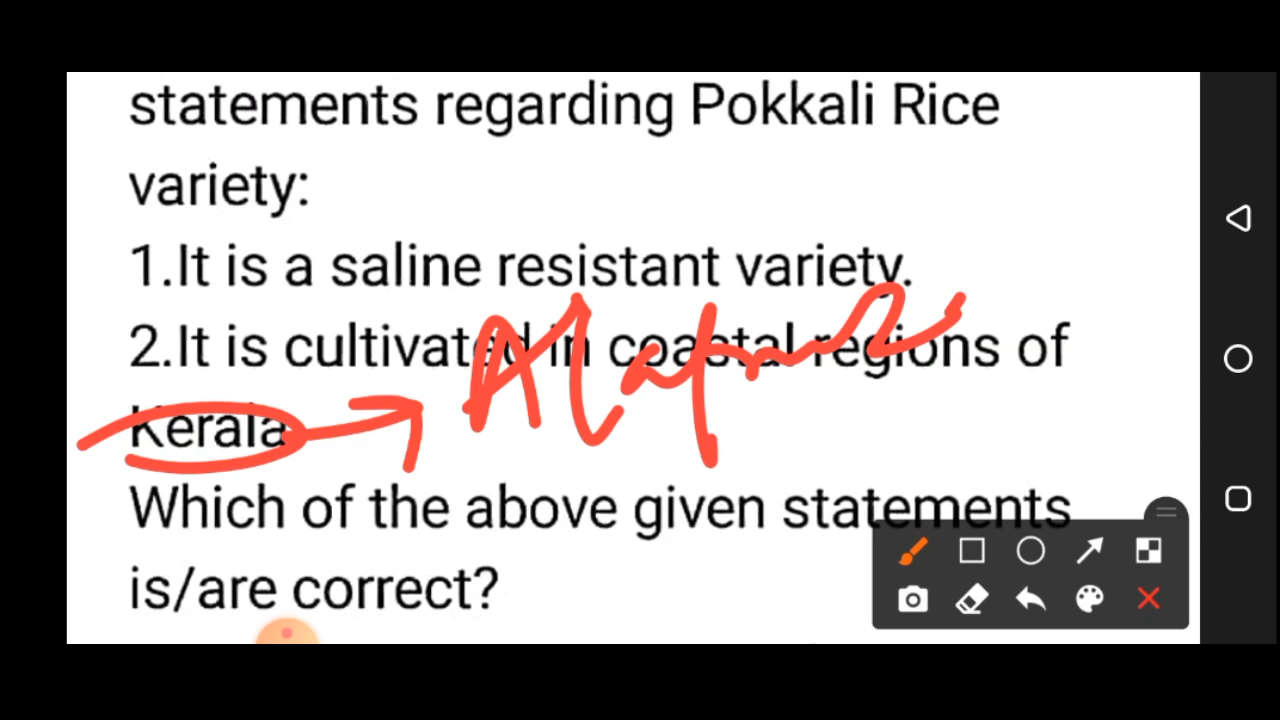 statements regarding Pokkali Rice
variety:
1.It is a saline resistant variety.
2.It is cultivated in coastal regions of
Kerala
Which of the above given statements
is/are correct?